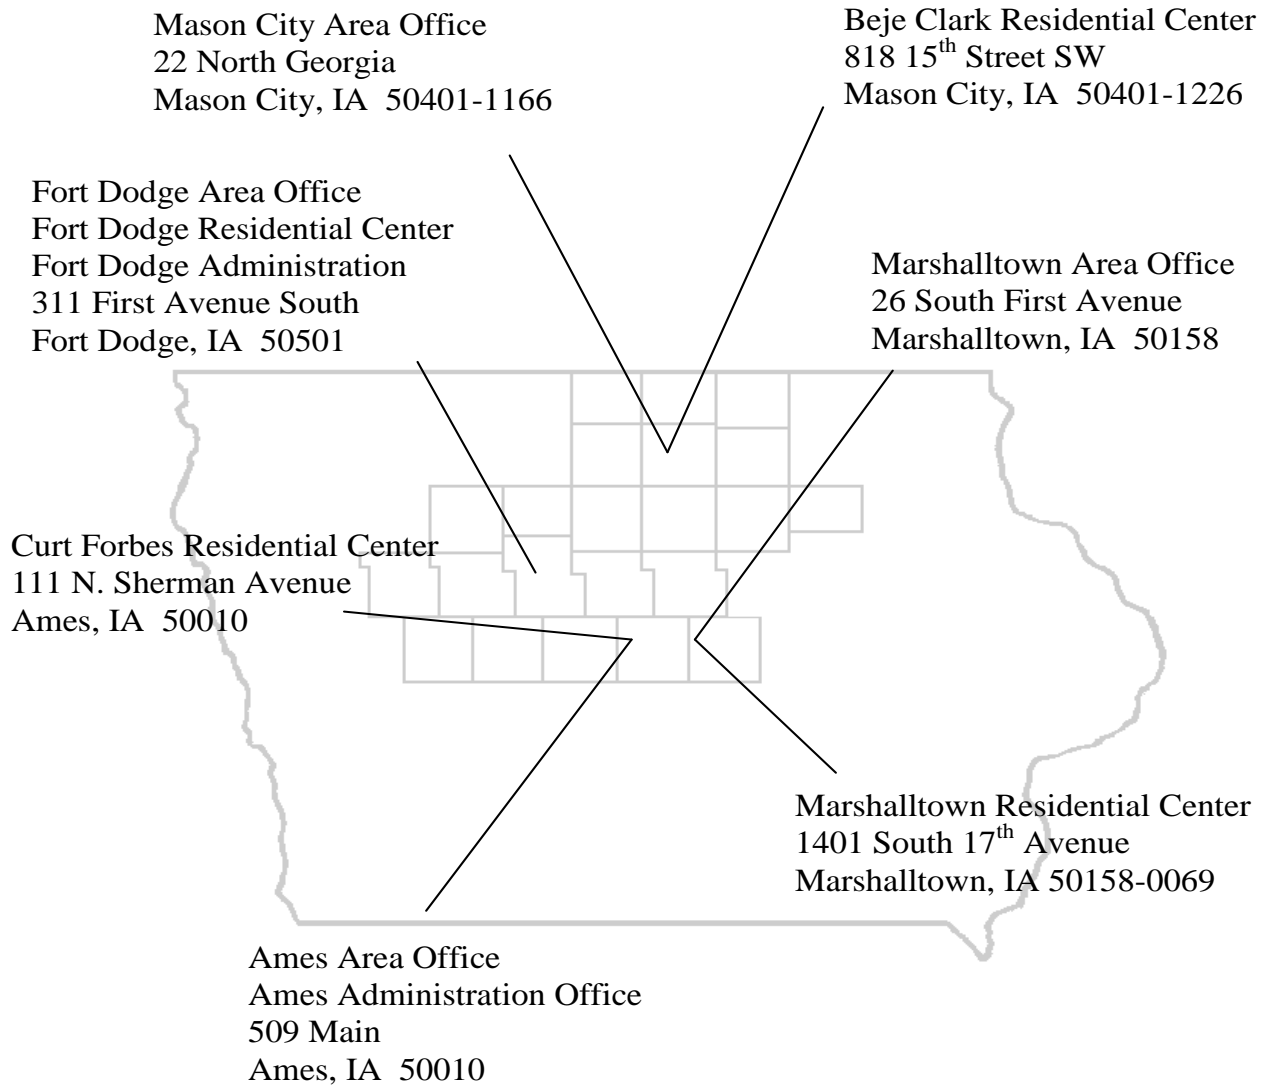 Mason City Area Office
22 North Georgia
Mason City, IA  50401-1166
Beje Clark Residential Center
818 15th Street SW
Mason City, IA  50401-1226
Fort Dodge Area Office
Fort Dodge Residential Center
Fort Dodge Administration
311 First Avenue South
Fort Dodge, IA  50501
Marshalltown Area Office
26 South First Avenue
Marshalltown, IA  50158
Curt Forbes Residential Center
111 N. Sherman Avenue
Ames, IA  50010
Marshalltown Residential Center
1401 South 17th Avenue
Marshalltown, IA 50158-0069
Ames Area Office
Ames Administration Office
509 Main
Ames, IA  50010